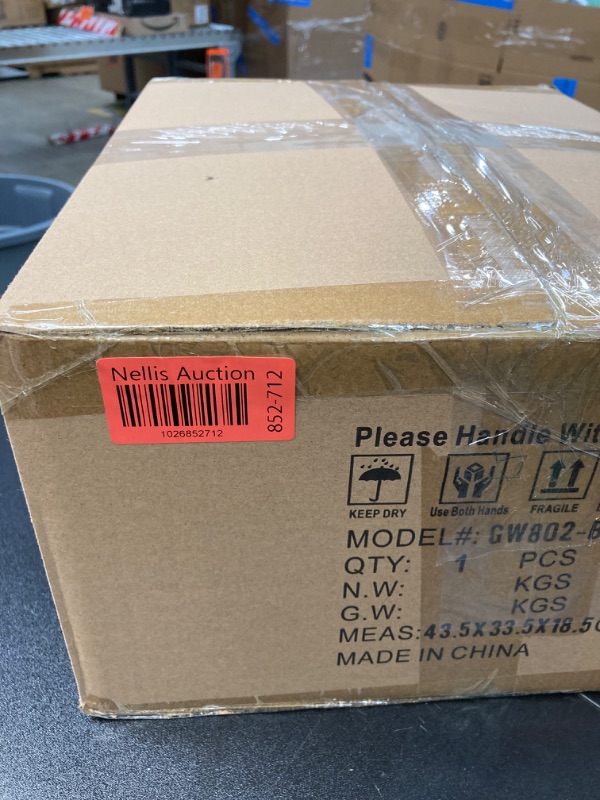 Nellis Auction
1026852712
852-712
Please Handle Wit
KEEP DRY
Use Both Hands
FRAGILE
MODEL#: GW802-B
QTY: 1 PCS
N.W: KGS
G.W: KGS
MEAS:43.5X33.5X18.5C
MADE IN CHINA